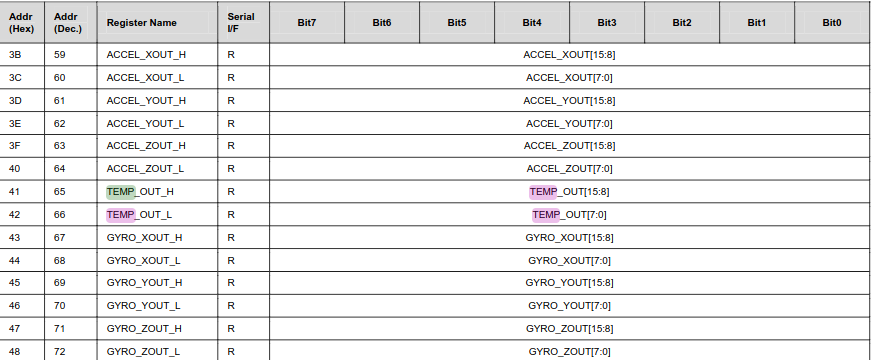 Addr (Hex) Addr (Dec.) Register Name Serial I/F Bit7 Bit6 Bit5 Bit4 Bit3 Bit2 Bit1 Bit0
3B 59 ACCEL_XOUT_H R ACCEL_XOUT[15:8]
3C 60 ACCEL_XOUT_L R ACCEL_XOUT[7:0]
3D 61 ACCEL_YOUT_H R ACCEL_YOUT[15:8]
3E 62 ACCEL_YOUT_L R ACCEL_YOUT[7:0]
3F 63 ACCEL_ZOUT_H R ACCEL_ZOUT[15:8]
40 64 ACCEL_ZOUT_L R ACCEL_ZOUT[7:0]
41 65 TEMP_OUT_H R TEMP_OUT[15:8]
42 66 TEMP_OUT_L R TEMP_OUT[7:0]
43 67 GYRO_XOUT_H R GYRO_XOUT[15:8]
44 68 GYRO_XOUT_L R GYRO_XOUT[7:0]
45 69 GYRO_YOUT_H R GYRO_YOUT[15:8]
46 70 GYRO_YOUT_L R GYRO_YOUT[7:0]
47 71 GYRO_ZOUT_H R GYRO_ZOUT[15:8]
48 72 GYRO_ZOUT_L R GYRO_ZOUT[7:0]